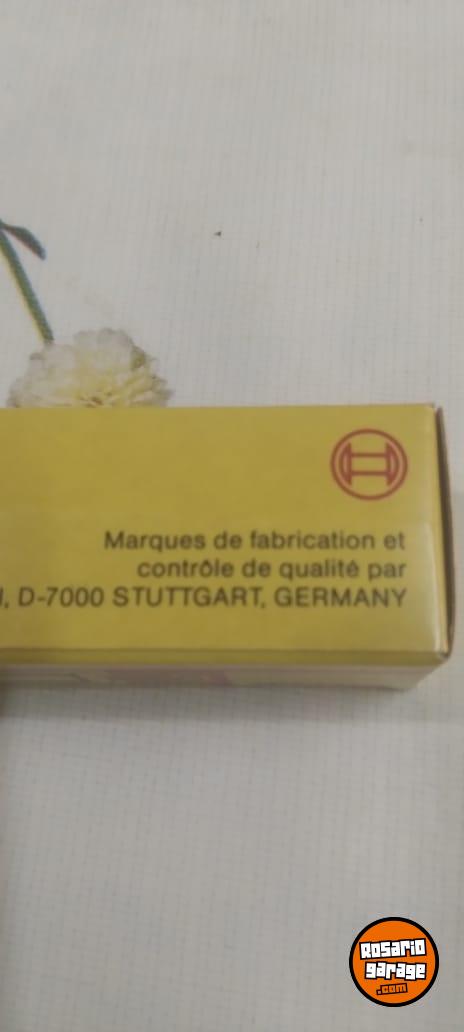 Marques de fabrication et
contrôle de qualité par
, D-7000 STUTTGART, GERMANY
Rosario
garage
.com